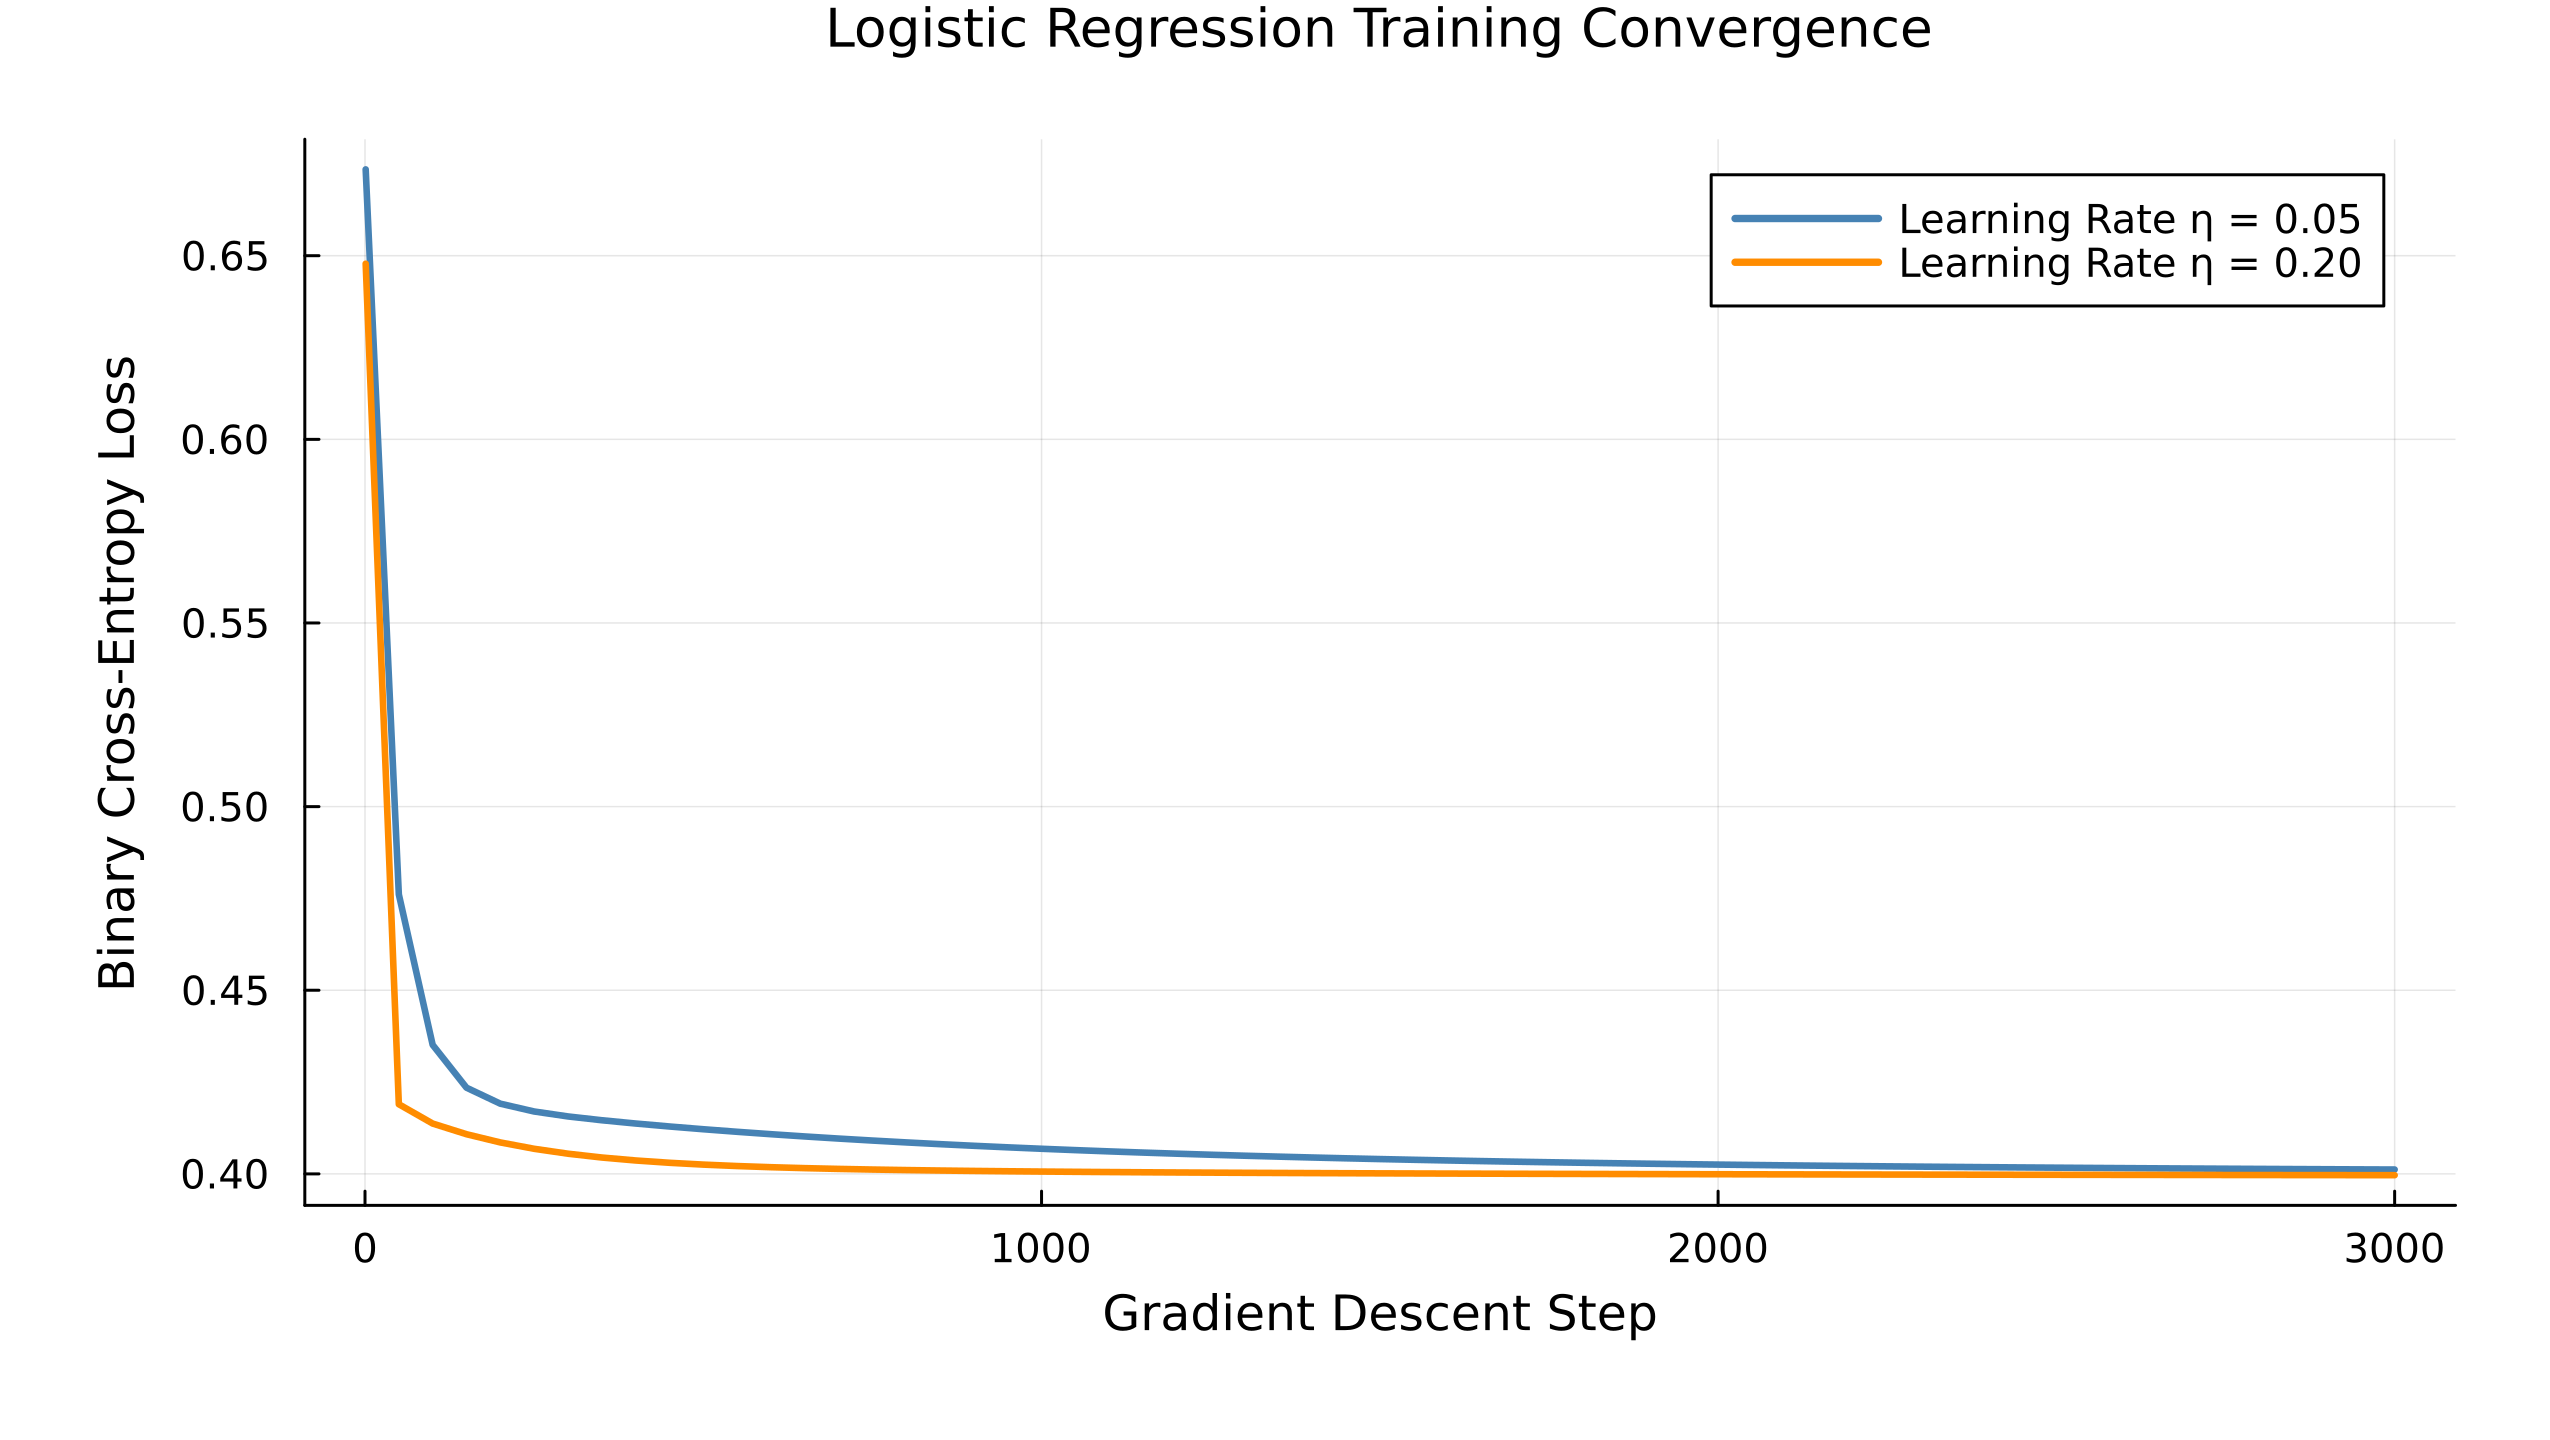 Logistic Regression Training Convergence
Learning Rate η = 0.05
Learning Rate η = 0.20
Binary Cross-Entropy Loss
0.65
0.60
0.55
0.50
0.45
0.40
0
1000
2000
3000
Gradient Descent Step